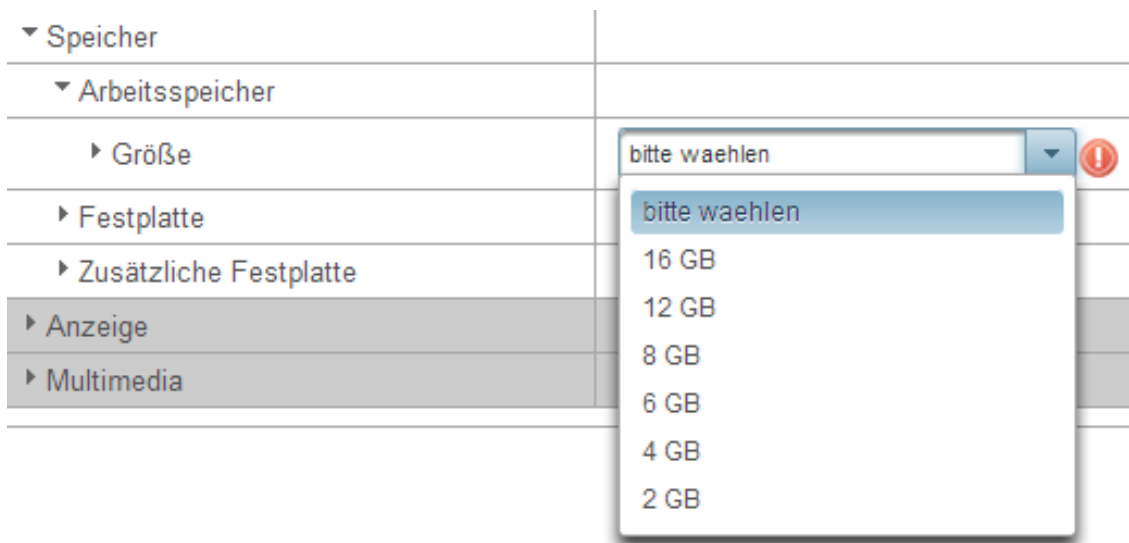 Speicher
Arbeitsspeicher
Größe
bitte waehlen
bitte waehlen
16 GB
12 GB
8 GB
6 GB
4 GB
2 GB
Festplatte
Zusätzliche Festplatte
Anzeige
Multimedia